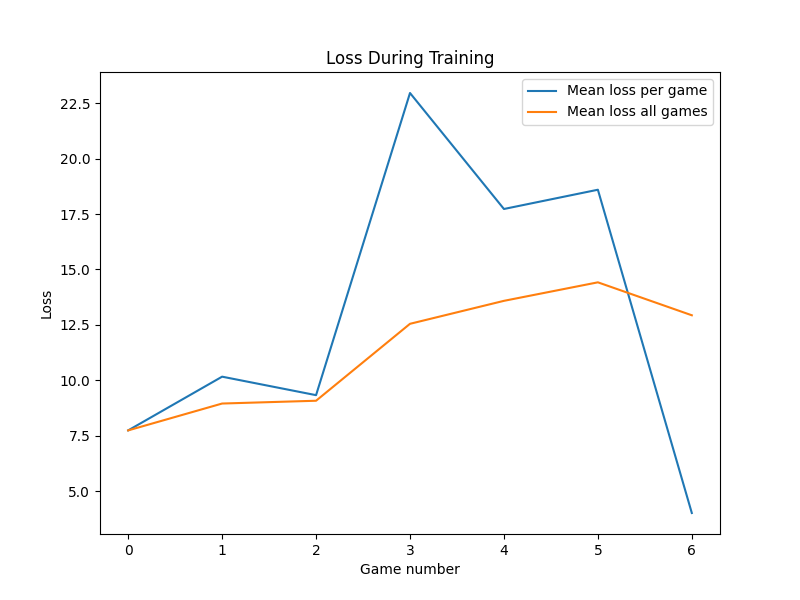 Loss During Training
Mean loss per game
Mean loss all games
22.5
20.0
17.5
15.0
12.5
10.0
7.5
5.0
Loss
0 1 2 3 4 5 6
Game number